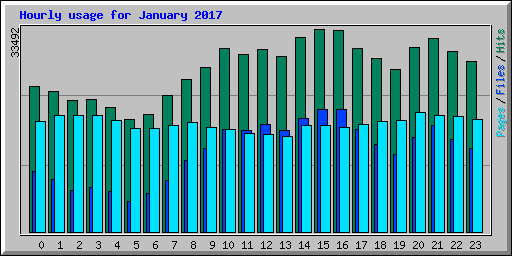 Hourly usage for January 2017
33492
Pages / Files / Hits
0 1 2 3 4 5 6 7 8 9 10 11 12 13 14 15 16 17 18 19 20 21 22 23